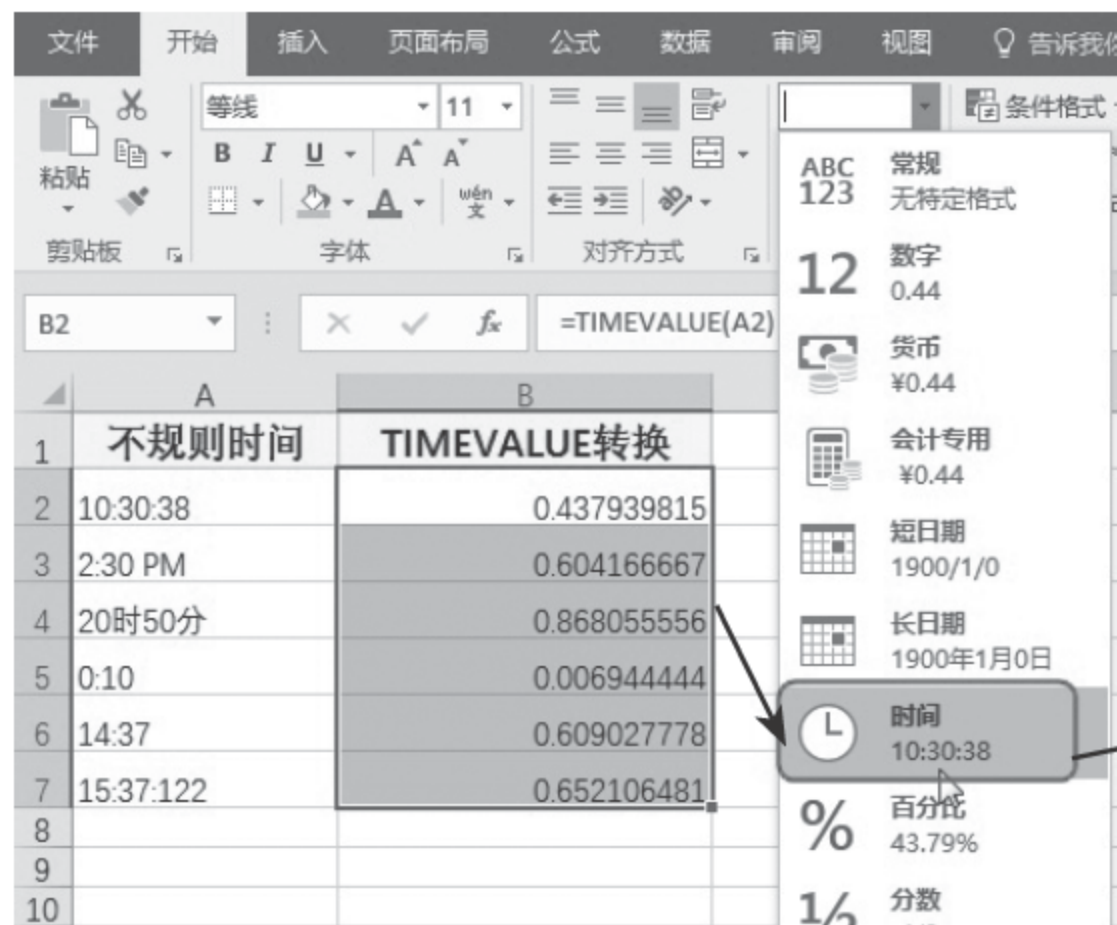 文件 开始 插入 页面布局 公式 数据 审阅 视图 告诉我你
等线 11 条件格式
粘贴 B I U A A ABC 123 常规
无特定格式
A wén 文
剪贴板 字体 对齐方式 12 数字
0.44
B2 fx =TIMEVALUE(A2) 货币
¥0.44
A B
1 不规则时间 TIMEVALUE转换 会计专用
¥0.44
2 10:30:38 0.437939815 短日期
3 2:30 PM 0.604166667 1900/1/0
4 20时50分 0.868055556 长日期
1900年1月0日
5 0:10 0.006944444
6 14:37 0.609027778 时间
10:30:38
7 15:37:122 0.652106481 % 百分比
8 43.79%
9
10 分数